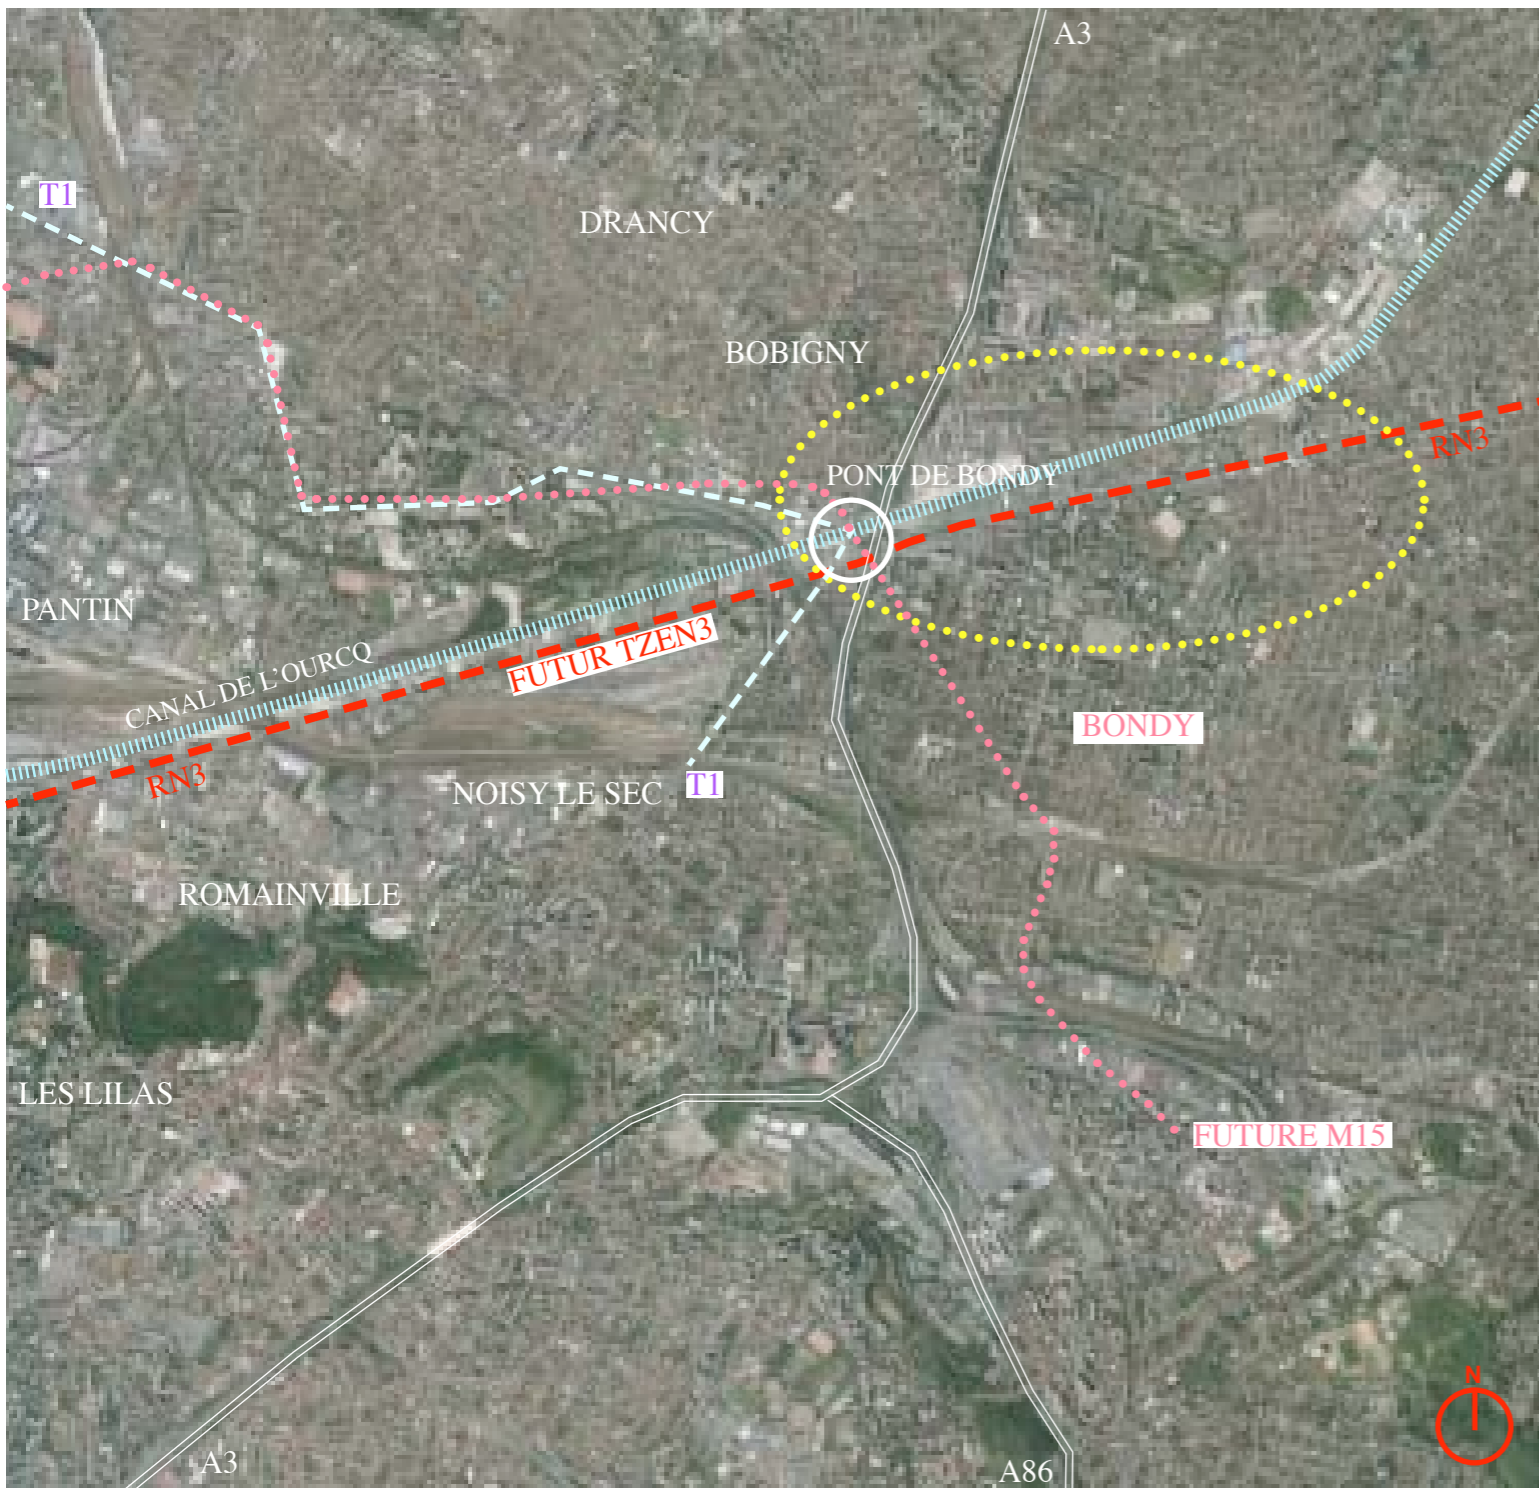 A3
T1
DRANCY
BOBIGNY
RN3
PONT DE BONDY
PANTIN
FUTUR TZEN3
CANAL DE L'OURCQ
BONDY
RN3
NOISY LE SEC
T1
ROMAINVILLE
LES LILAS
FUTURE M15
N
A3
A86